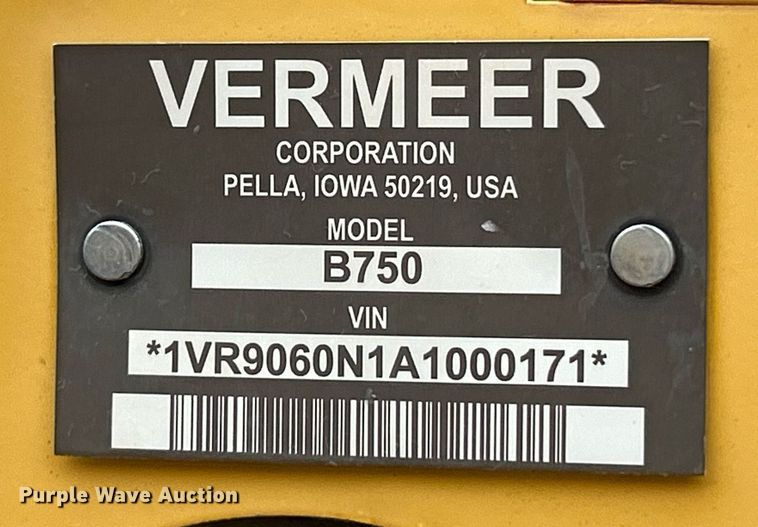 VERMEER
CORPORATION
PELLA, IOWA 50219, USA
MODEL
B750
VIN
*1VR9060N1A1000171*
Purple Wave Auction